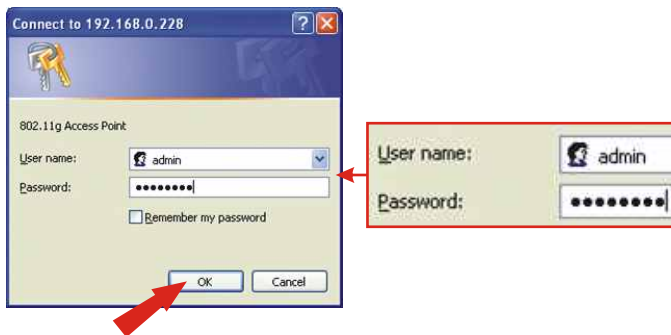 Connect to 192.168.0.228
802.11g Access Point
User name:
admin
Password:
••••••••
Remember my password
OK
Cancel
User name:
admin
Password:
••••••••